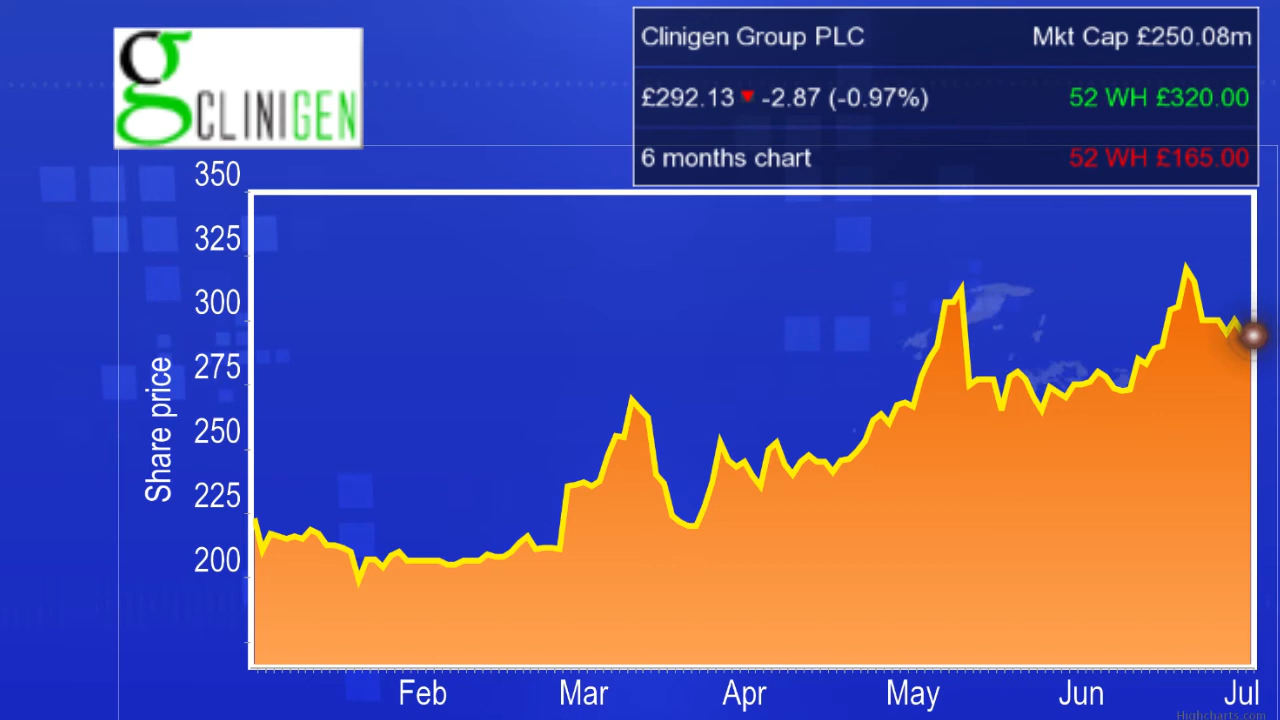 g
CLINIGEN
Clinigen Group PLC Mkt Cap £250.08m
£292.13 -2.87 (-0.97%) 52 WH £320.00
6 months chart 52 WH £165.00
350
325
300
275
250
225
200
Share price
Feb Mar Apr May Jun Jul
Highcharts.com